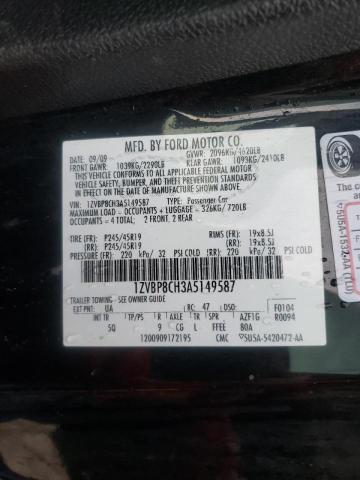 MFD. BY FORD MOTOR CO.
DATE: 09/09 GVWR: 2096KG/4620LB
FRONT GAWR: 1039KG/2290LB REAR GAWR: 1093KG/2410LB
THIS VEHICLE CONFORMS TO ALL
APPLICABLE FEDERAL MOTOR
VEHICLE SAFETY, BUMPER, AND
THEFT PREVENTION STANDARDS
IN EFFECT ON THE DATE OF
MANUFACTURE SHOWN ABOVE.
VIN: 1ZVBP8CH3A5149587 TYPE: Passenger Car
MAXIMUM LOAD = OCCUPANTS + LUGGAGE = 326KG/720LB
OCCUPANTS = 4 TOTAL: 2 FRONT, 2 REAR
TIRE(FR): P245/45R19 RIMS(FR): 19x8.5J
TIRE(RR): P245/45R19 RIMS(RR): 19x8.5J
PRESSURE(FR): 220 kPa/ 32 PSI COLD (RR): 220 kPa/ 32 PSI COLD
1ZVBP8CH3A5149587
TRAILER TOWING - SEE OWNER GUIDE
EXT PNT: UA RC: 47 DSO: F0104
INT TR TP/PS R AXLE TR SPR AZF1G R0094
5Q 9 CG L FFEE 80A
1200909172195 CMC 5U5A-5420472-AA
5U5A-1532-AA (TLU)